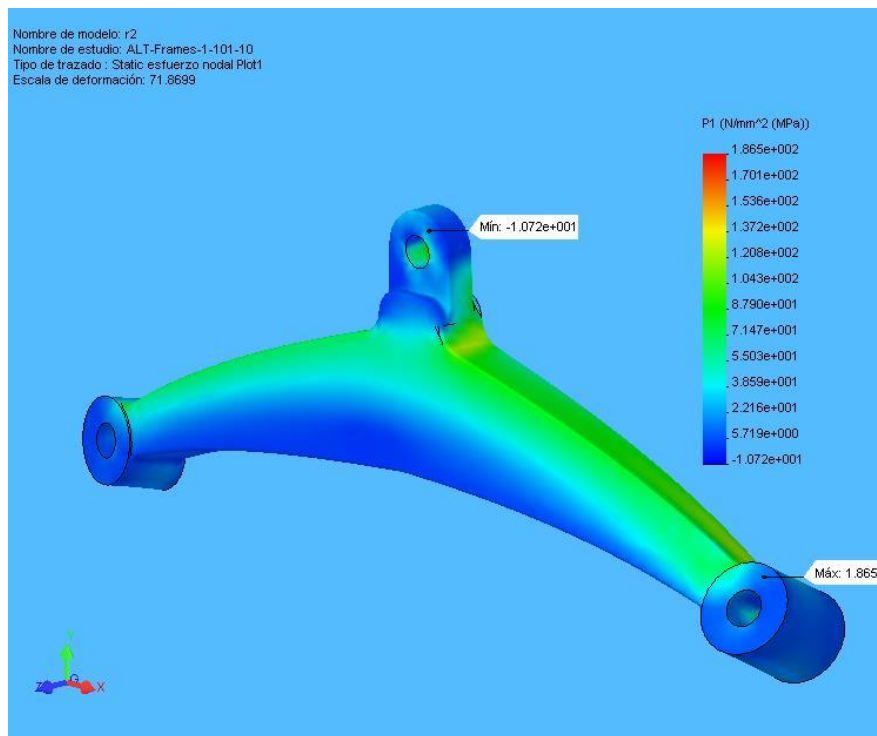 Nombre de modelo: r2
Nombre de estudio: ALT-Frames-1-101-10
Tipo de trazado : Static esfuerzo nodal Plot1
Escala de deformación: 71.8699
P1 (N/mm^2 (MPa))
1.865e+002
1.701e+002
1.536e+002
1.372e+002
1.208e+002
1.043e+002
8.790e+001
7.147e+001
5.503e+001
3.859e+001
2.216e+001
5.719e+000
-1.072e+001
Mín: -1.072e+001
Máx: 1.865
Y
Z
X